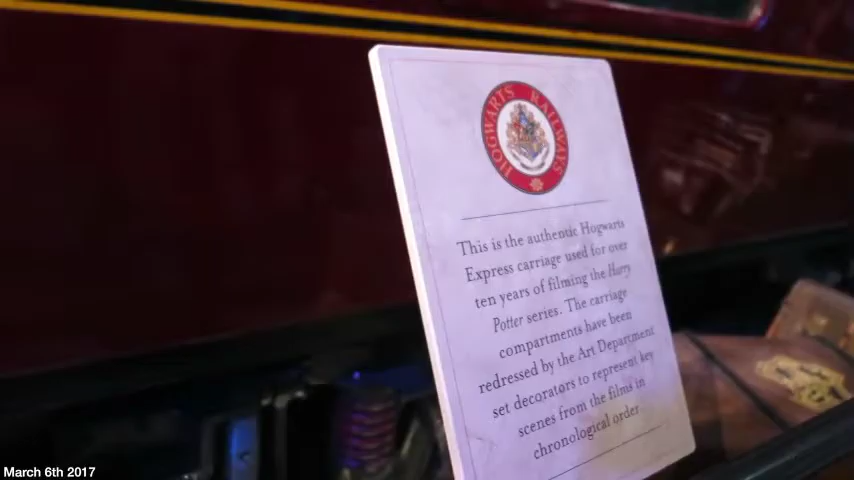 HOGWARTS RAILWAYS
This is the authentic Hogwarts
Express carriage used for over
ten years of filming the Harry
Potter series. The carriage
compartments have been
redressed by the Art Department
set decorators to represent key
scenes from the films in
chronological order
March 6th 2017